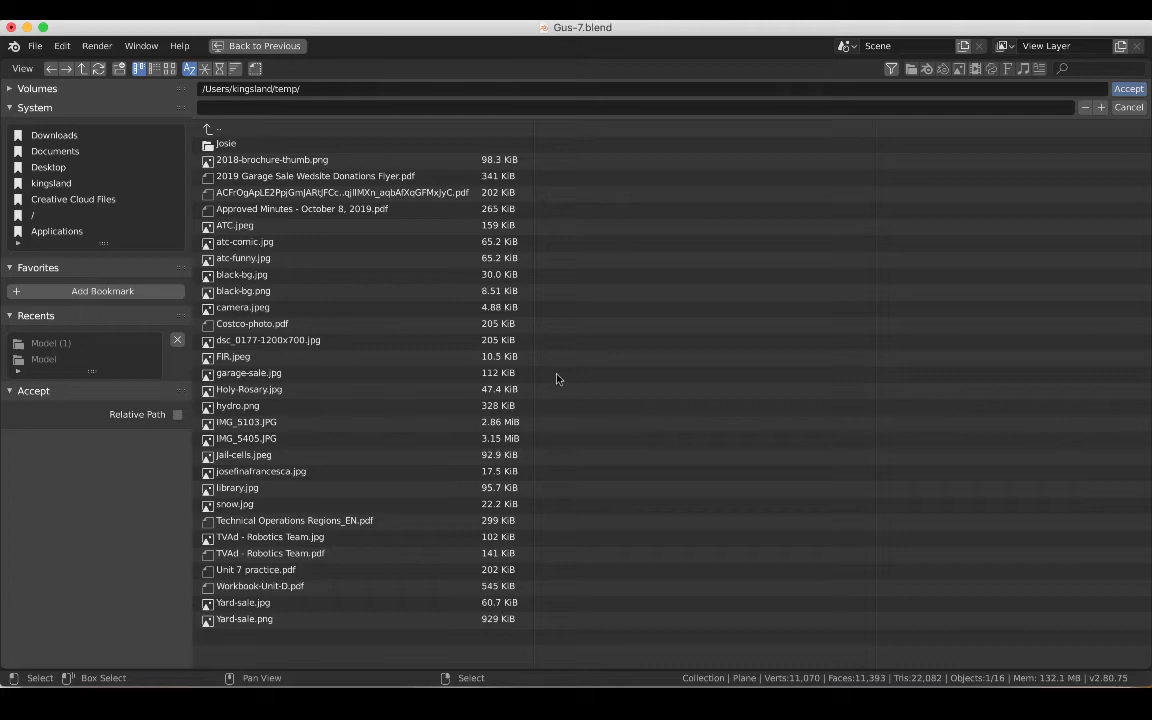 Gus-7.blend
File Edit Render Window Help Back to Previous Scene View Layer
View
Volumes /Users/kingsland/temp/ Accept
System Cancel
..
Josie
Downloads
Documents
Desktop
kingsland
Creative Cloud Files
/
Applications
Favorites
Add Bookmark
Recents
Model (1)
Model
Accept
Relative Path
2018-brochure-thumb.png 98.3 KiB
2019 Garage Sale Wedsite Donations Flyer.pdf 341 KiB
ACFrOgApLE2PpjGmJARtJFCc..qjIIMXn_aqbAfXqGFMxJyC.pdf 202 KiB
Approved Minutes - October 8, 2019.pdf 265 KiB
ATC.jpeg 159 KiB
atc-comic.jpg 65.2 KiB
atc-funny.jpg 65.2 KiB
black-bg.jpg 30.0 KiB
black-bg.png 8.51 KiB
camera.jpeg 4.88 KiB
Costco-photo.pdf 205 KiB
dsc_0177-1200x700.jpg 205 KiB
FIR.jpeg 10.5 KiB
garage-sale.jpg 112 KiB
Holy-Rosary.jpg 47.4 KiB
hydro.png 328 KiB
IMG_5103.JPG 2.86 MiB
IMG_5405.JPG 3.15 MiB
Jail-cells.jpeg 92.9 KiB
josefinafrancesca.jpg 17.5 KiB
library.jpg 95.7 KiB
snow.jpg 22.2 KiB
Technical Operations Regions_EN.pdf 299 KiB
TVAd - Robotics Team.jpg 102 KiB
TVAd - Robotics Team.pdf 141 KiB
Unit 7 practice.pdf 202 KiB
Workbook-Unit-D.pdf 545 KiB
Yard-sale.jpg 60.7 KiB
Yard-sale.png 929 KiB
Select Box Select Pan View Select Collection | Plane | Verts:11,070 | Faces:11,393 | Tris:22,082 | Objects:1/16 | Mem: 132.1 MB | v2.80.75